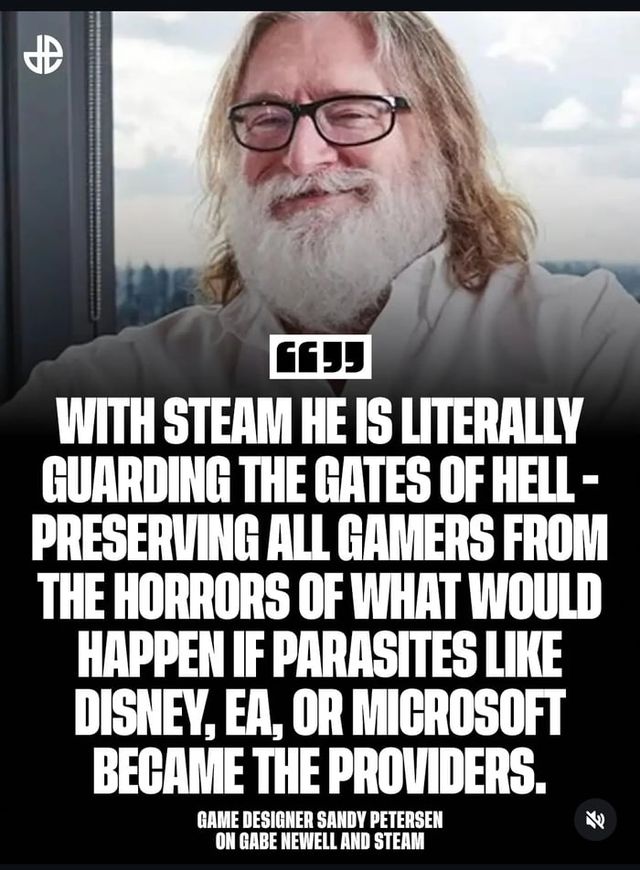 WITH STEAM HE IS LITERALLY
GUARDING THE GATES OF HELL -
PRESERVING ALL GAMERS FROM
THE HORRORS OF WHAT WOULD
HAPPEN IF PARASITES LIKE
DISNEY, EA, OR MICROSOFT
BECAME THE PROVIDERS.
GAME DESIGNER SANDY PETERSEN
ON GABE NEWELL AND STEAM